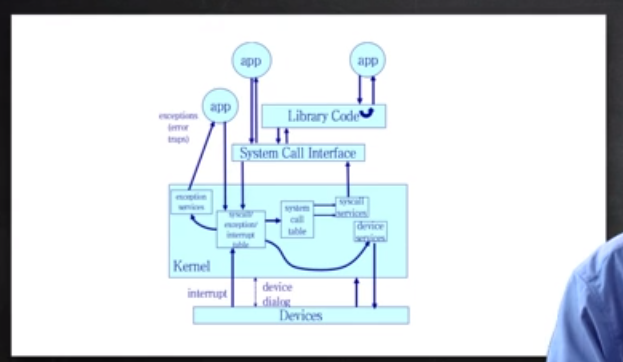 app
app
app
exceptions
(error
traps)
Library Code
System Call Interface
exception
services
syscall/
exception/
interrupt
table
system
call
table
syscall
services
device
services
Kernel
interrupt
device
dialog
Devices